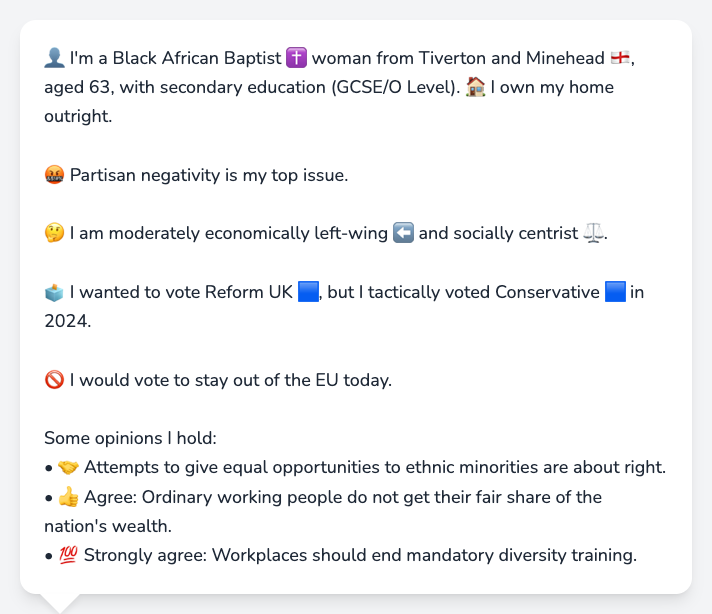 👤 I'm a Black African Baptist ✝️ woman from Tiverton and Minehead 🏴󠁧󠁢󠁥󠁮󠁧󠁿,
aged 63, with secondary education (GCSE/O Level). 🏠 I own my home
outright.
🤬 Partisan negativity is my top issue.
🤔 I am moderately economically left-wing ⬅️ and socially centrist ⚖️.
🗳️ I wanted to vote Reform UK 🟦, but I tactically voted Conservative 🟦 in
2024.
🚫 I would vote to stay out of the EU today.
Some opinions I hold:
• 🤝 Attempts to give equal opportunities to ethnic minorities are about right.
• 👍 Agree: Ordinary working people do not get their fair share of the
nation's wealth.
• 💯 Strongly agree: Workplaces should end mandatory diversity training.